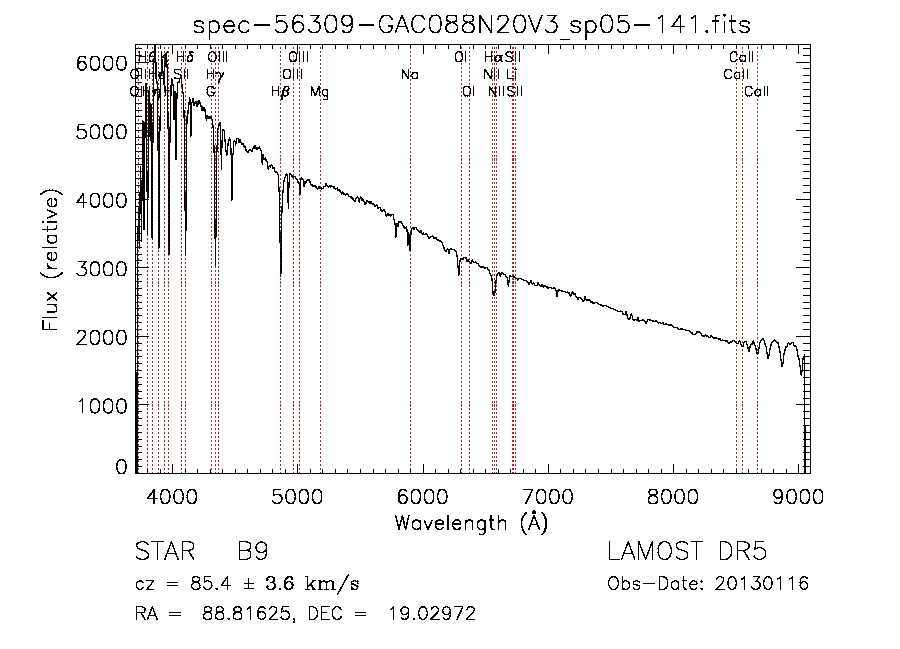 spec-56309-GAC088N20V3_sp05-141.fits
Hδ OIII OIII OI Hα SII CaII
SII Hγ OIII Na NII Li CaII
G Hβ Mg OI NII SII CaII
6000
5000
4000
3000
2000
1000
0
Flux (relative)
4000 5000 6000 7000 8000 9000
Wavelength (Å)
STAR B9 LAMOST DR5
cz = 85.4 ± 3.6 km/s Obs-Date: 20130116
RA = 88.81625, DEC = 19.02972